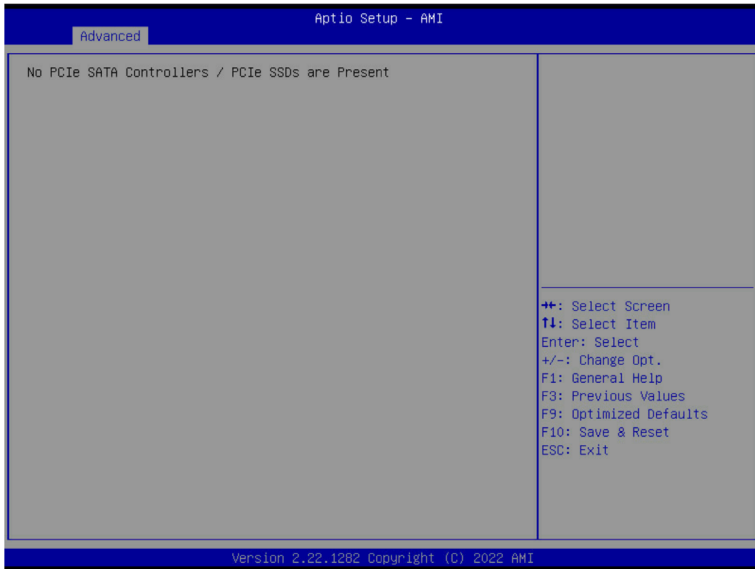 Aptio Setup – AMI
Advanced
No PCIe SATA Controllers / PCIe SSDs are Present
→←: Select Screen
↑↓: Select Item
Enter: Select
+/-: Change Opt.
F1: General Help
F3: Previous Values
F9: Optimized Defaults
F10: Save & Reset
ESC: Exit
Version 2.22.1282 Copyright (C) 2022 AMI